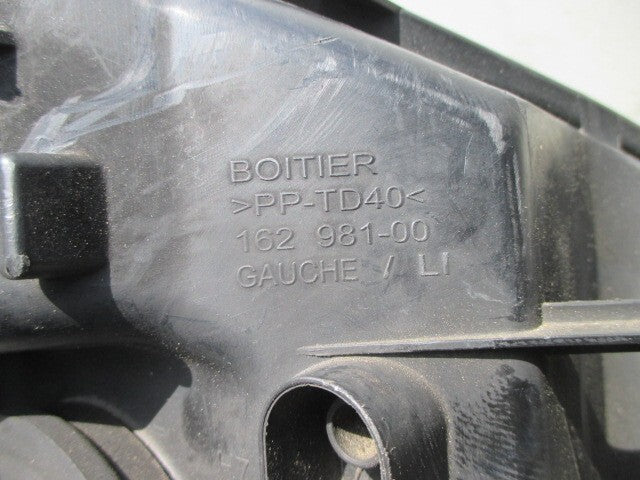 BOITIER
>PP-TD40<
162 981-00
GAUCHE / LI